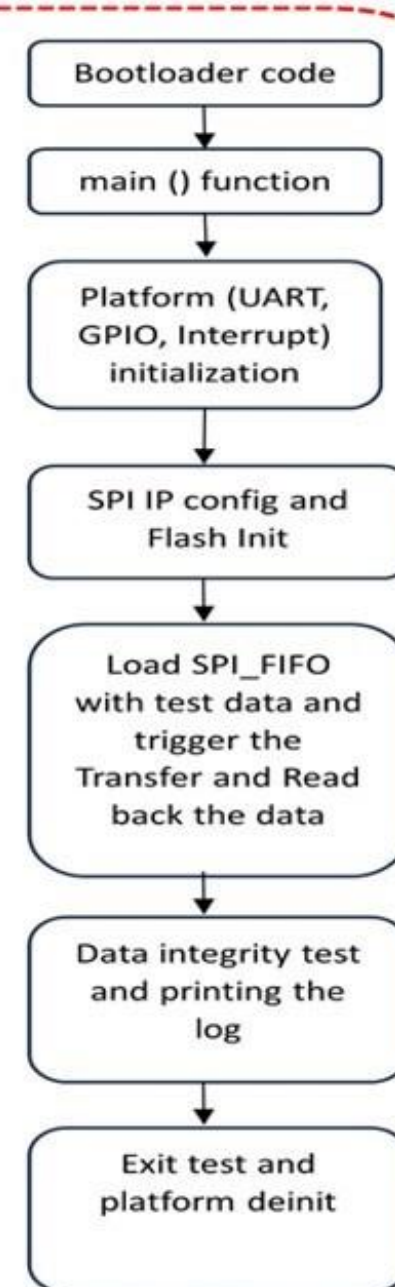 Bootloader code
main () function
Platform (UART,
GPIO, Interrupt)
initialization
SPI IP config and
Flash Init
Load SPI_FIFO
with test data and
trigger the
Transfer and Read
back the data
Data integrity test
and printing the
log
Exit test and
platform deinit